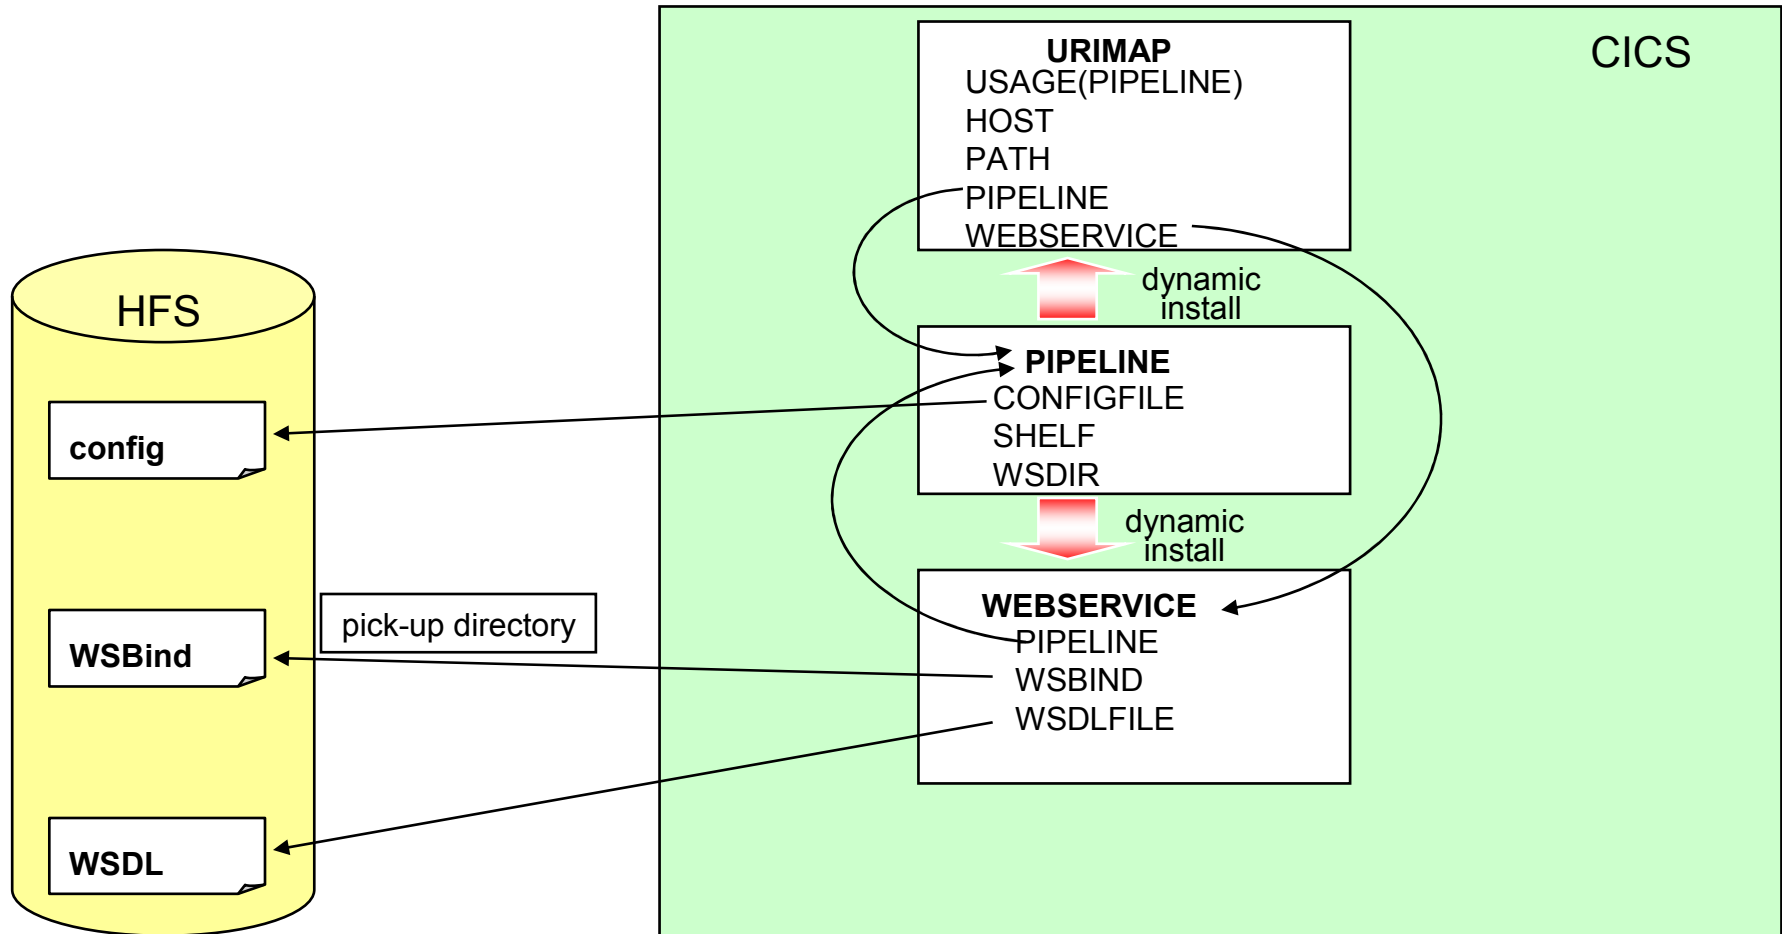 CICS
URIMAP
USAGE(PIPELINE)
HOST
PATH
PIPELINE
WEBSERVICE
dynamic
install
PIPELINE
CONFIGFILE
SHELF
WSDIR
dynamic
install
WEBSERVICE
PIPELINE
WSBIND
WSDLFILE
HFS
config
WSBind
pick-up directory
WSDL